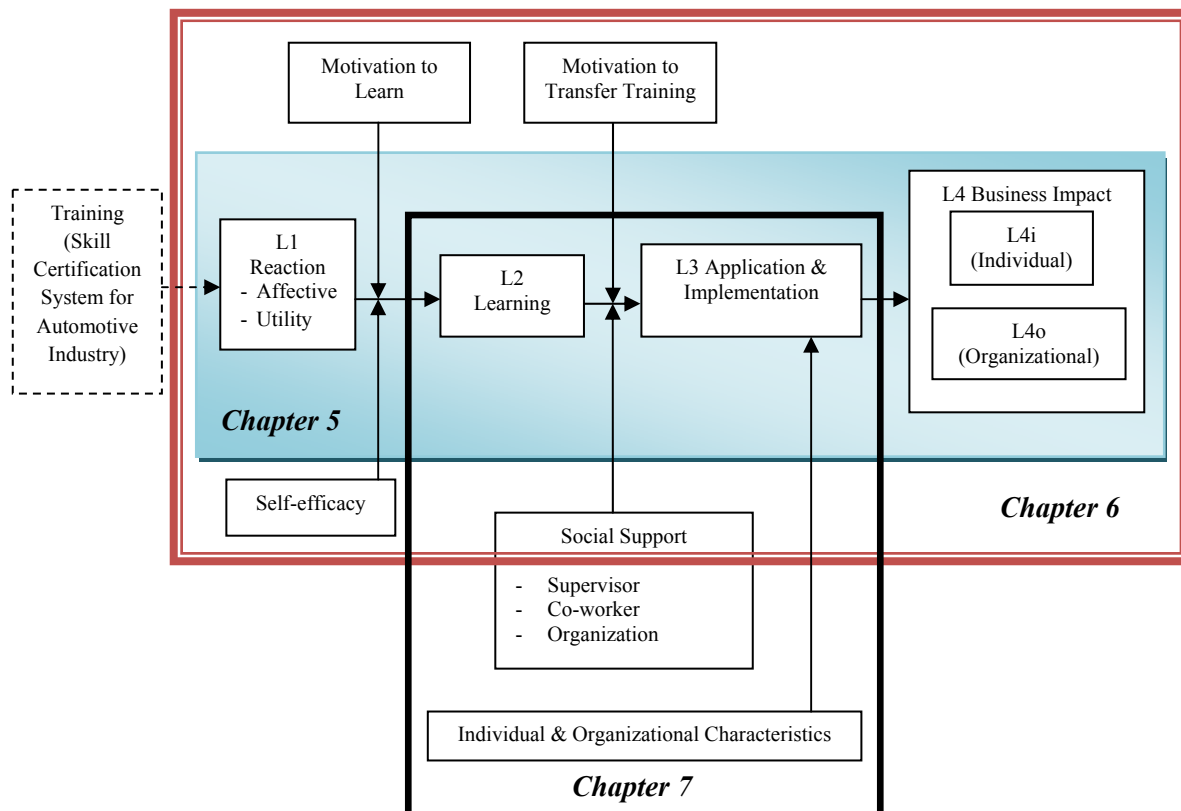 Motivation to
Learn
Motivation to
Transfer Training
Training
(Skill
Certification
System for
Automotive
Industry)
L1
Reaction
- Affective
- Utility
L2
Learning
L3 Application &
Implementation
L4 Business Impact
L4i
(Individual)
L4o
(Organizational)
Chapter 5
Self-efficacy
Chapter 6
Social Support
- Supervisor
- Co-worker
- Organization
Individual & Organizational Characteristics
Chapter 7